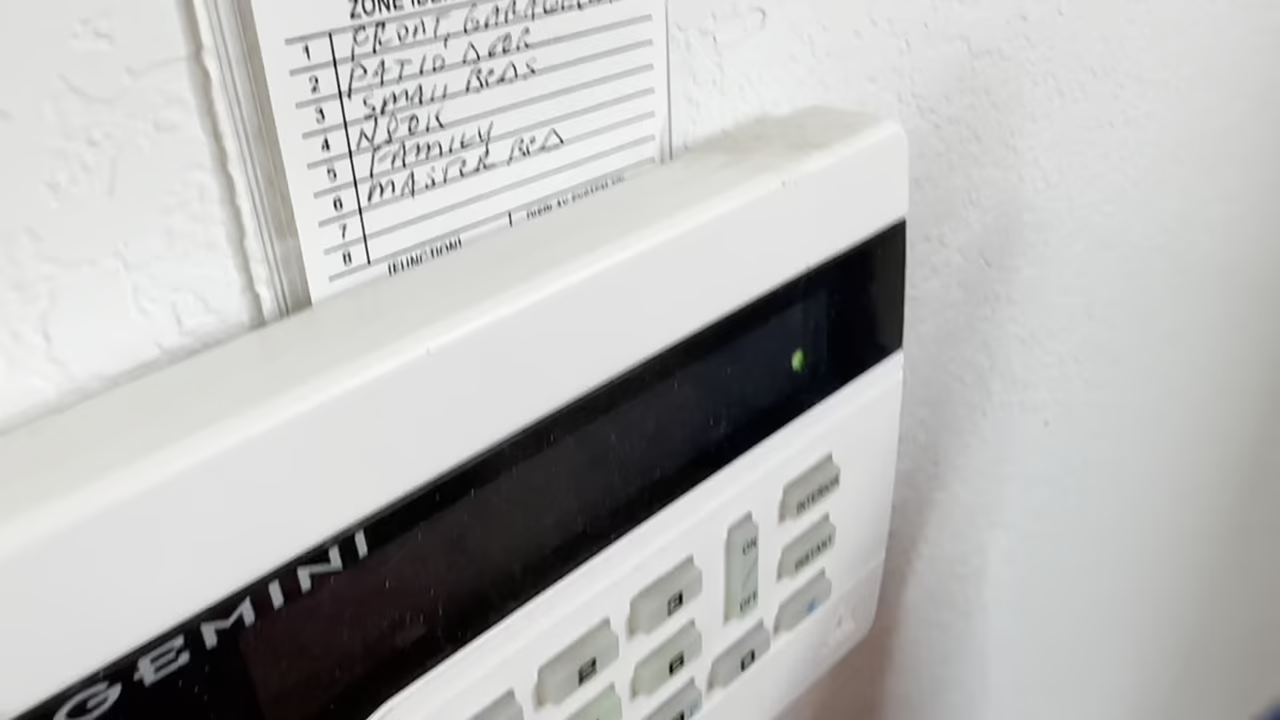 1 FRONT, GARAGE
2 PATIO DOOR
3 SMALL BEDS
4 NOOK
5 FAMILY
6 MASTER BED
7
8
(FUNCTION)
GEMINI
INTERIOR
ON
OFF
INSTANT